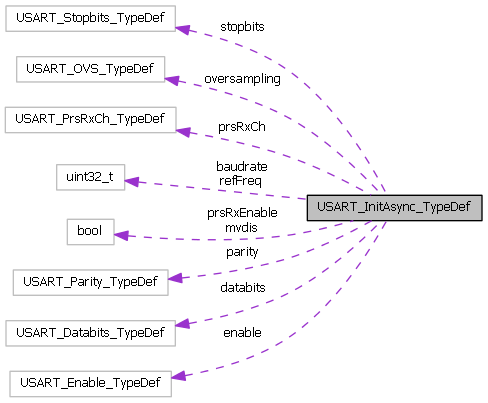 USART_Stopbits_TypeDef
stopbits
USART_OVS_TypeDef
oversampling
USART_PrsRxCh_TypeDef
prsRxCh
uint32_t
baudrate
refFreq
USART_InitAsync_TypeDef
bool
prsRxEnable
mvdis
USART_Parity_TypeDef
parity
USART_Databits_TypeDef
databits
USART_Enable_TypeDef
enable